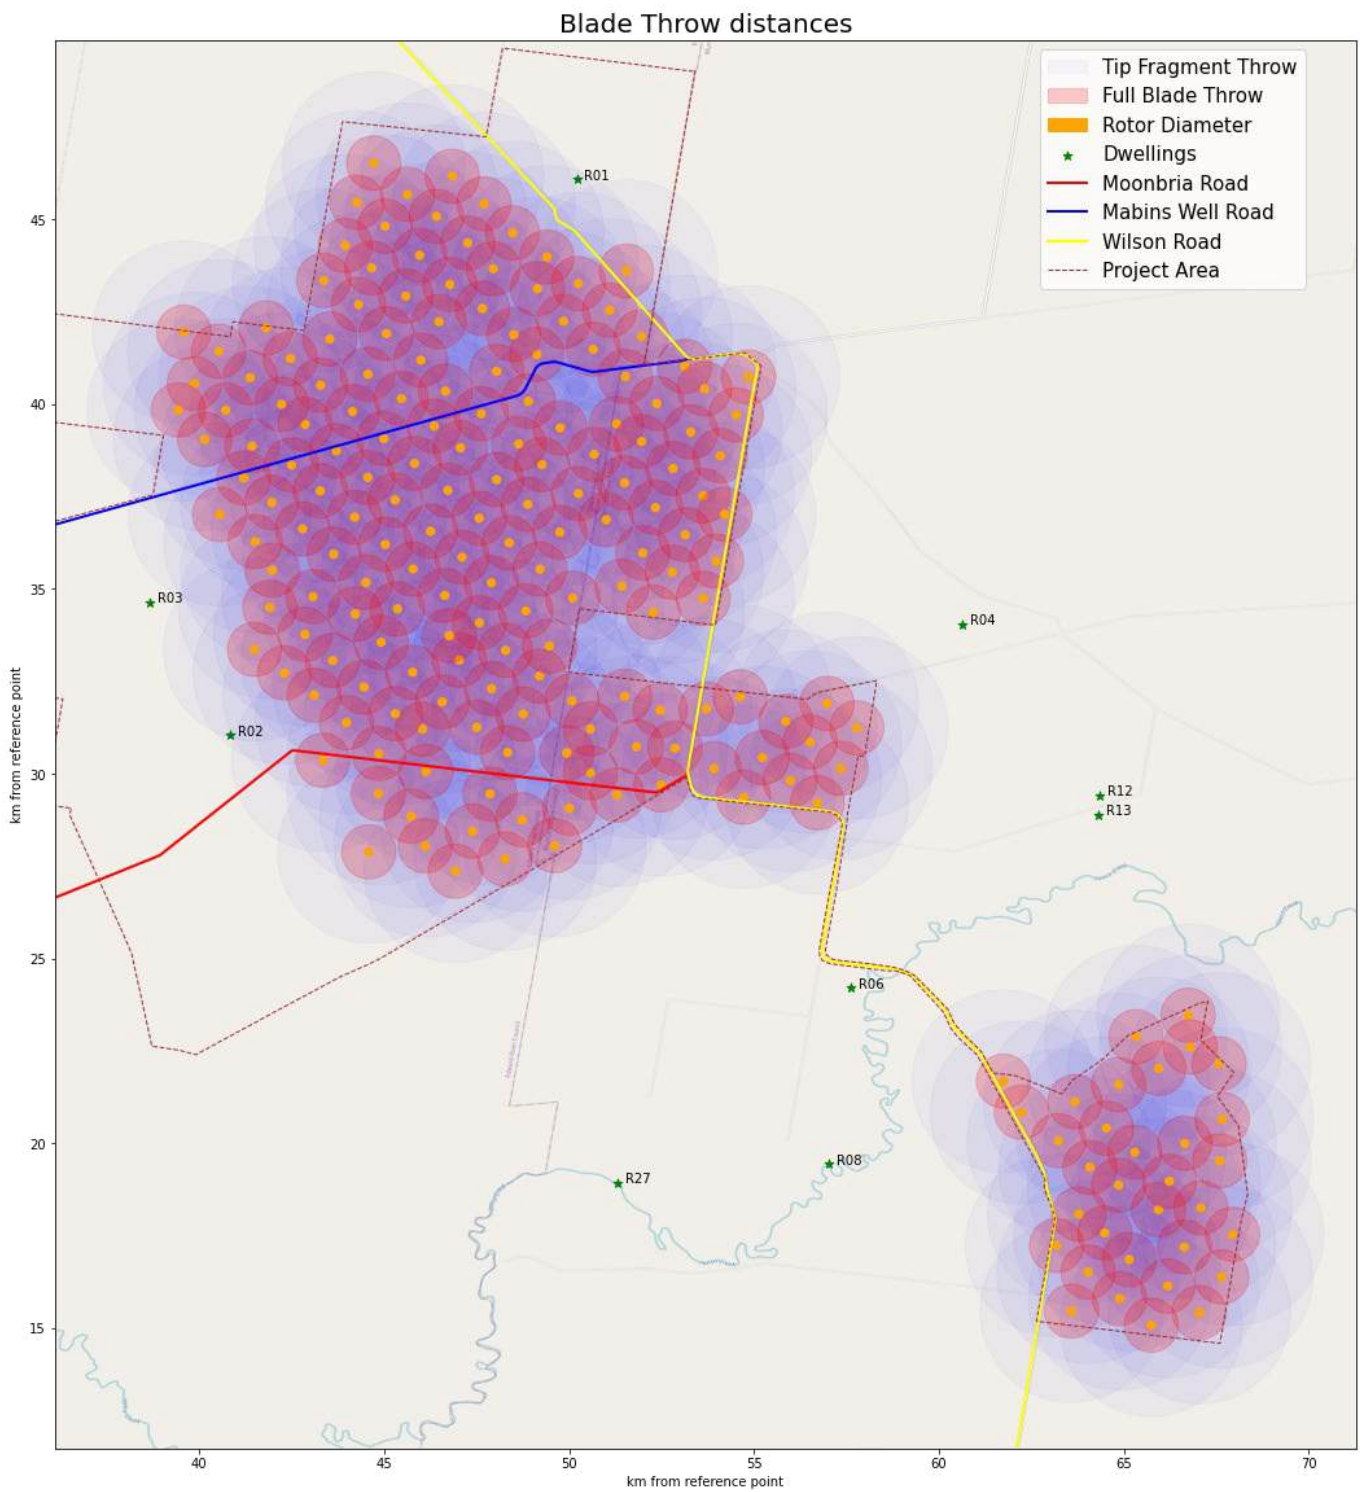 Blade Throw distances
Tip Fragment Throw
Full Blade Throw
Rotor Diameter
Dwellings
Moonbria Road
Mabins Well Road
Wilson Road
Project Area
R01
R03
R04
R02
R12
R13
R06
R08
R27
45
40
35
30
25
20
15
km from reference point
40
45
50
55
60
65
70
km from reference point